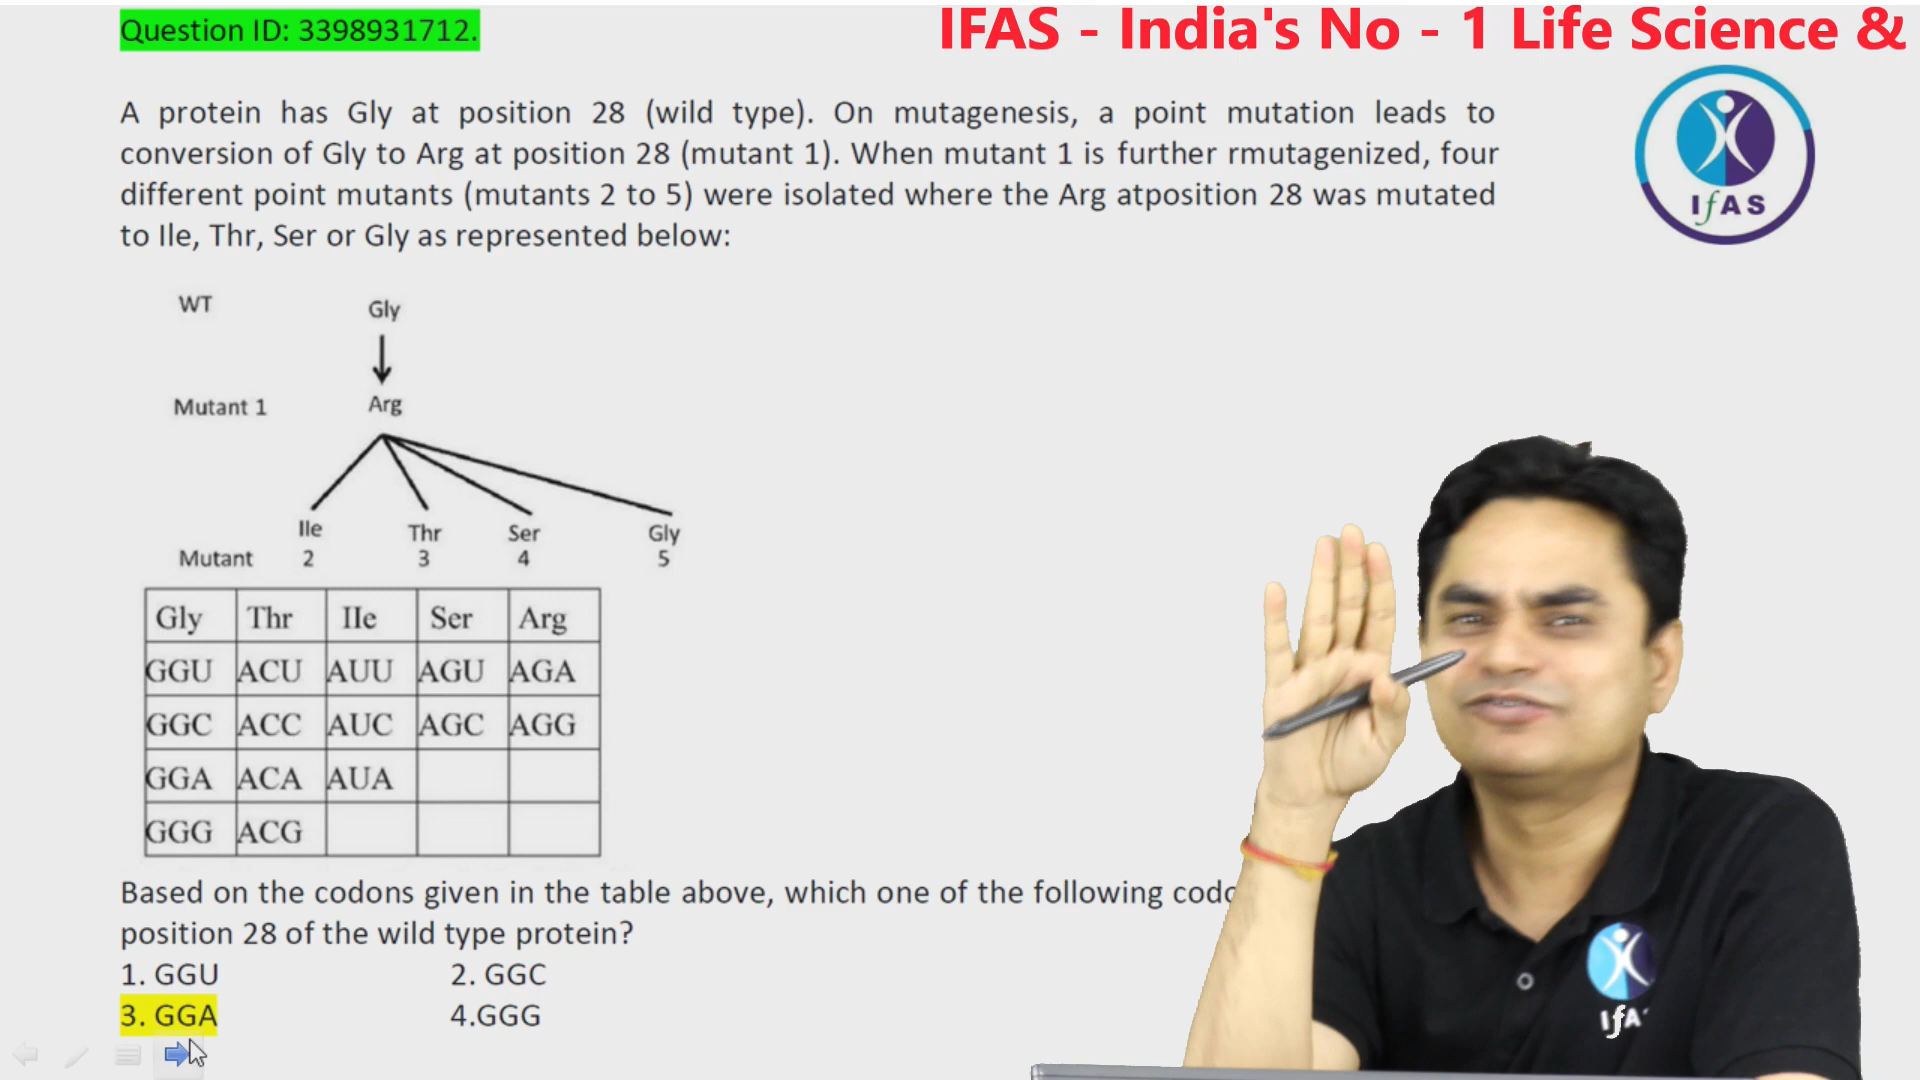 Question ID: 3398931712.
IFAS - India's No - 1 Life Science &
A protein has Gly at position 28 (wild type). On mutagenesis, a point mutation leads to
conversion of Gly to Arg at position 28 (mutant 1). When mutant 1 is further rmutagenized, four
different point mutants (mutants 2 to 5) were isolated where the Arg atposition 28 was mutated
to Ile, Thr, Ser or Gly as represented below:
IfAS
WT Gly
Mutant 1 Arg
Ile Thr Ser Gly
Mutant 2 3 4 5
Gly Thr IIe Ser Arg
GGU ACU AUU AGU AGA
GGC ACC AUC AGC AGG
GGA ACA AUA
GGG ACG
Based on the codons given in the table above, which one of the following
position 28 of the wild type protein?
1. GGU 2. GGC
3. GGA 4.GGG
IfA